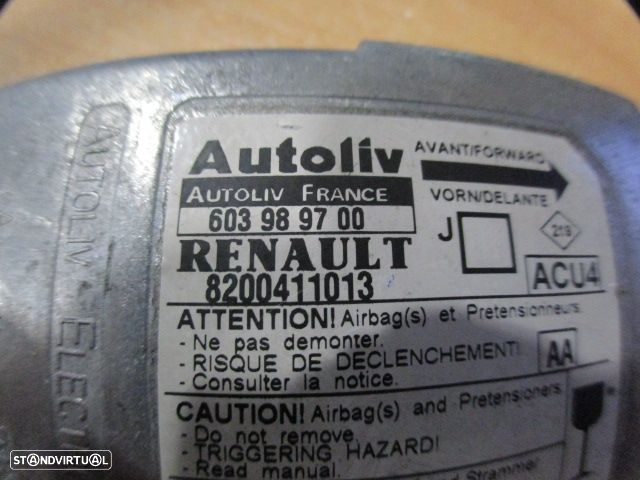 Autoliv
AUTOLIV FRANCE
603 98 97 00
RENAULT
8200411013
AVANT/FORWARD
VORN/DELANTE
J
219
ACU4
ATTENTION! Airbag(s) et Pretensionneurs
- Ne pas demonter.
- RISQUE DE DECLENCHEMENT!
- Consulter la notice.
AA
CAUTION! Airbag(s) and Pretensioners
- Do not remove.
- TRIGGERING HAZARD!
- Read manual.
Strammer
AUTOLIV - ELECT
STANDVIRTUAL